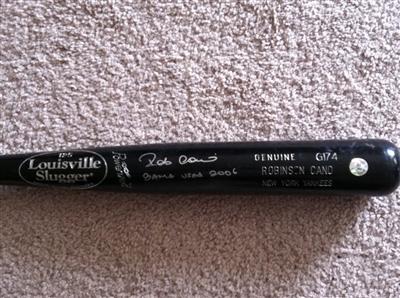 125
Louisville
Slugger
Rob Cano
GAME USED 2006
GENUINE G174
ROBINSON CANO
NEW YORK YANKEES